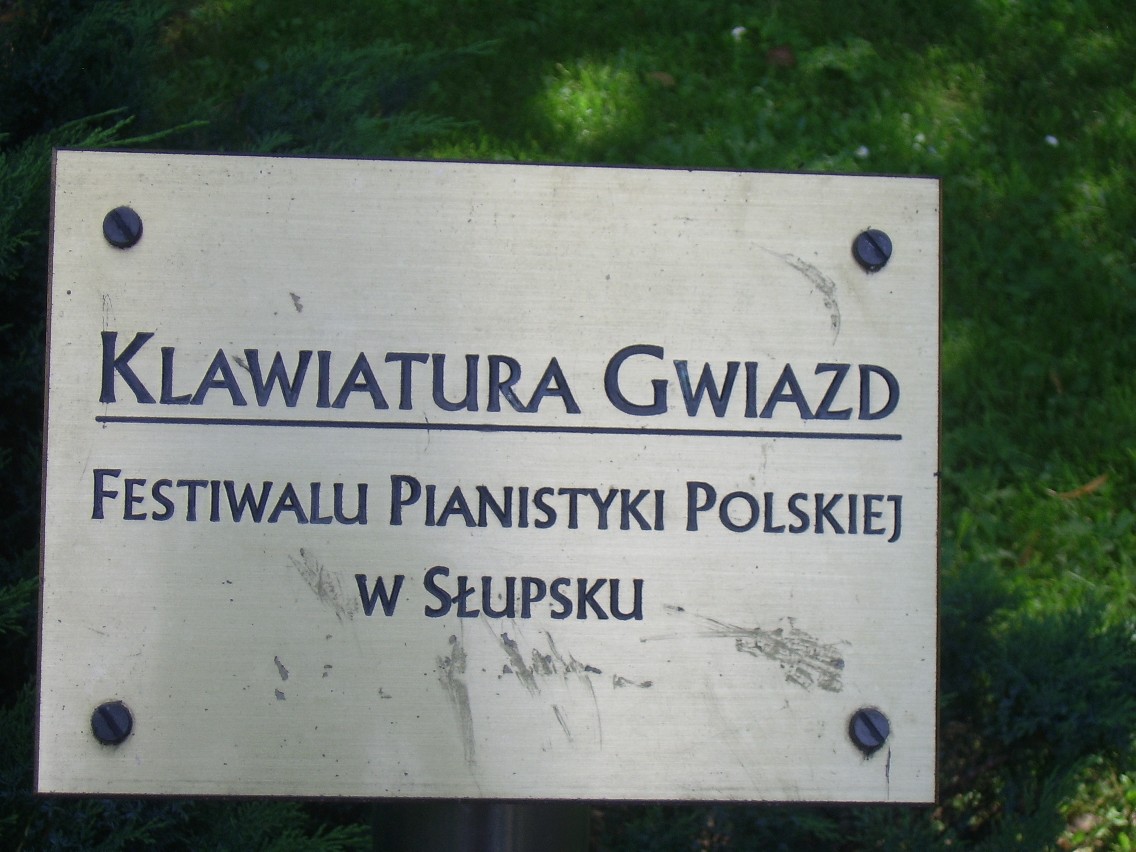 KLAWIATURA GWIAZD
FESTIWALU PIANISTYKI POLSKIEJ
W SŁUPSKU